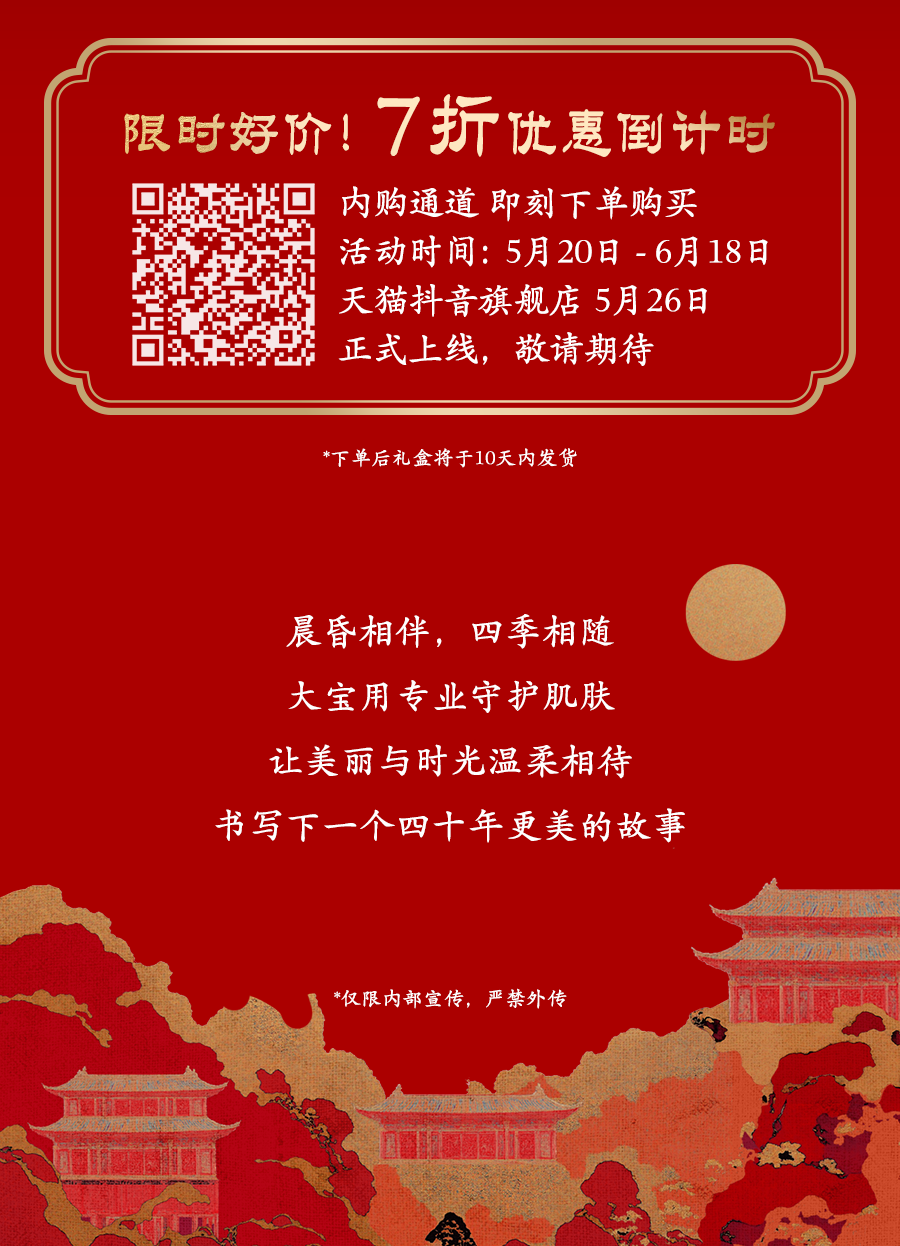 限时好价！7折优惠倒计时
内购通道 即刻下单购买
活动时间：5月20日 - 6月18日
天猫抖音旗舰店 5月26日
正式上线，敬请期待
*下单后礼盒将于10天内发货
晨昏相伴，四季相随
大宝用专业守护肌肤
让美丽与时光温柔相待
书写下一个四十年更美的故事
*仅限内部宣传，严禁外传